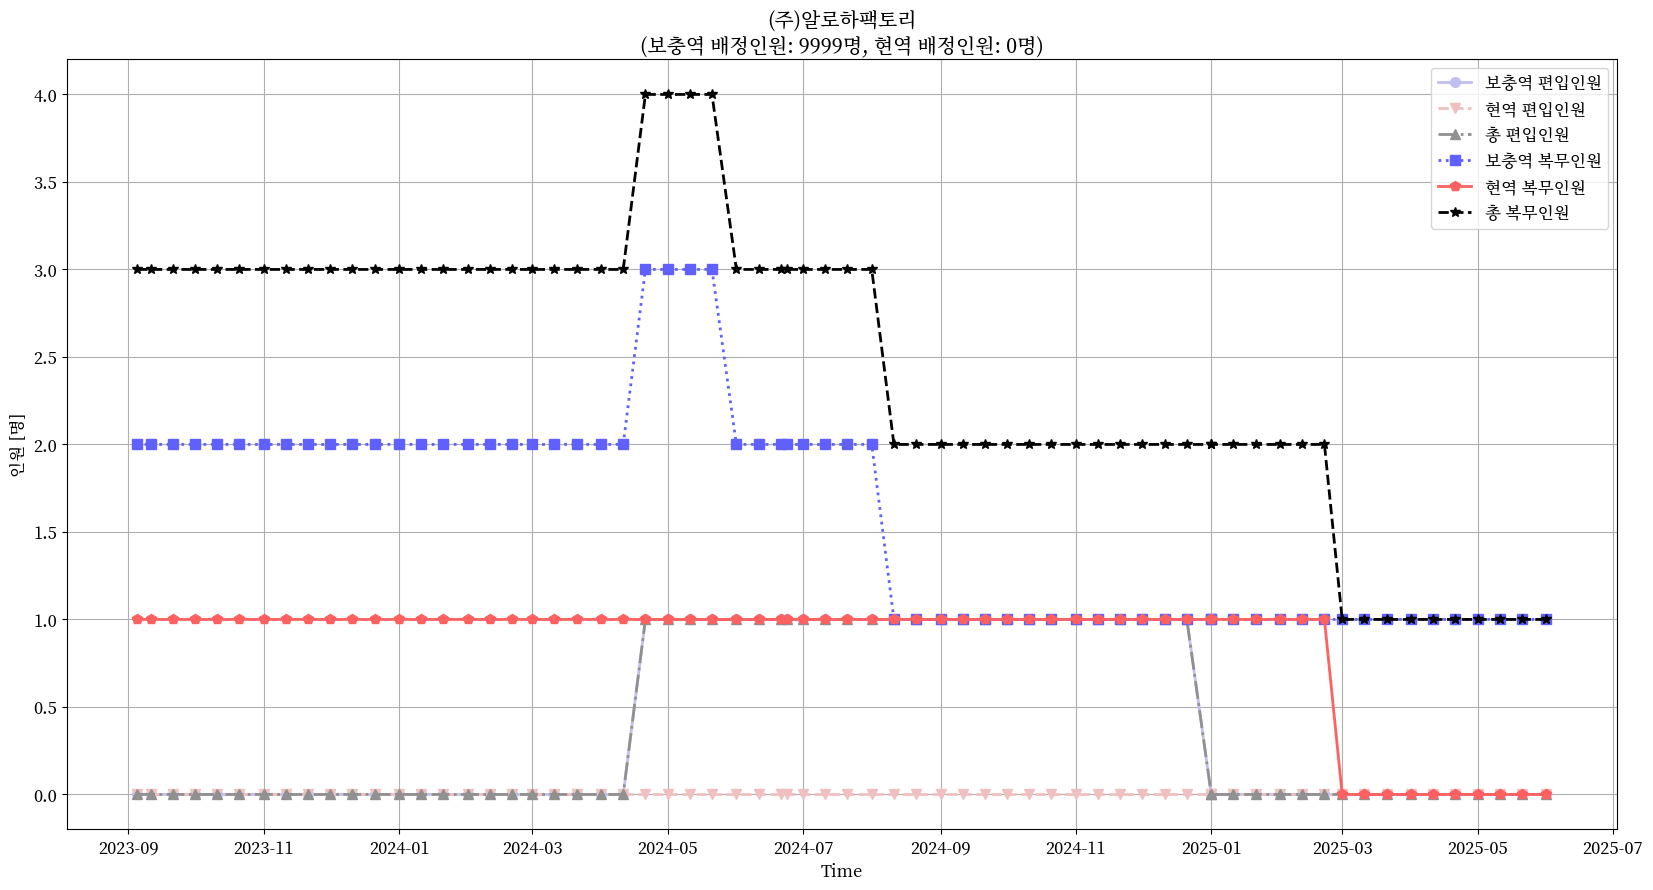 (주)알로하팩토리
(보충역 배정인원: 9999명, 현역 배정인원: 0명)
보충역 편입인원
현역 편입인원
총 편입인원
보충역 복무인원
현역 복무인원
총 복무인원
인원 [명]
4.0
3.5
3.0
2.5
2.0
1.5
1.0
0.5
0.0
2023-09 2023-11 2024-01 2024-03 2024-05 2024-07 2024-09 2024-11 2025-01 2025-03 2025-05 2025-07
Time